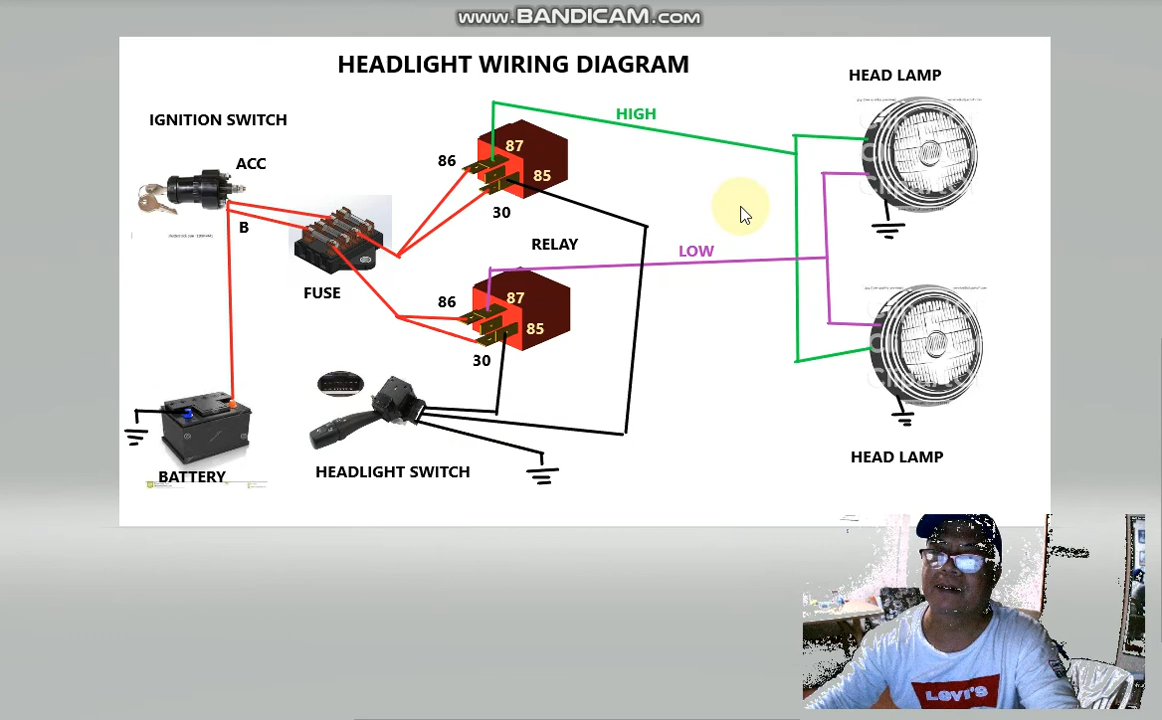 WWW.BANDICAM.COM
HEADLIGHT WIRING DIAGRAM
HEAD LAMP
IGNITION SWITCH
HIGH
ACC
86
87
85
30
B
RELAY
LOW
FUSE
86
87
85
30
HEADLIGHT SWITCH
BATTERY
HEAD LAMP
LEVI'S